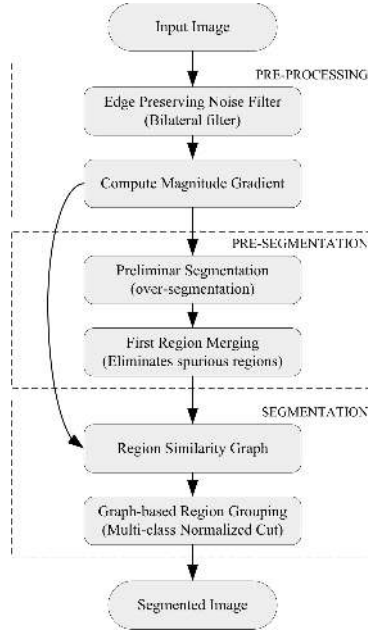 Input Image
PRE-PROCESSING
Edge Preserving Noise Filter
(Bilateral filter)
Compute Magnitude Gradient
PRE-SEGMENTATION
Preliminar Segmentation
(over-segmentation)
First Region Merging
(Eliminates spurious regions)
SEGMENTATION
Region Similarity Graph
Graph-based Region Grouping
(Multi-class Normalized Cut)
Segmented Image